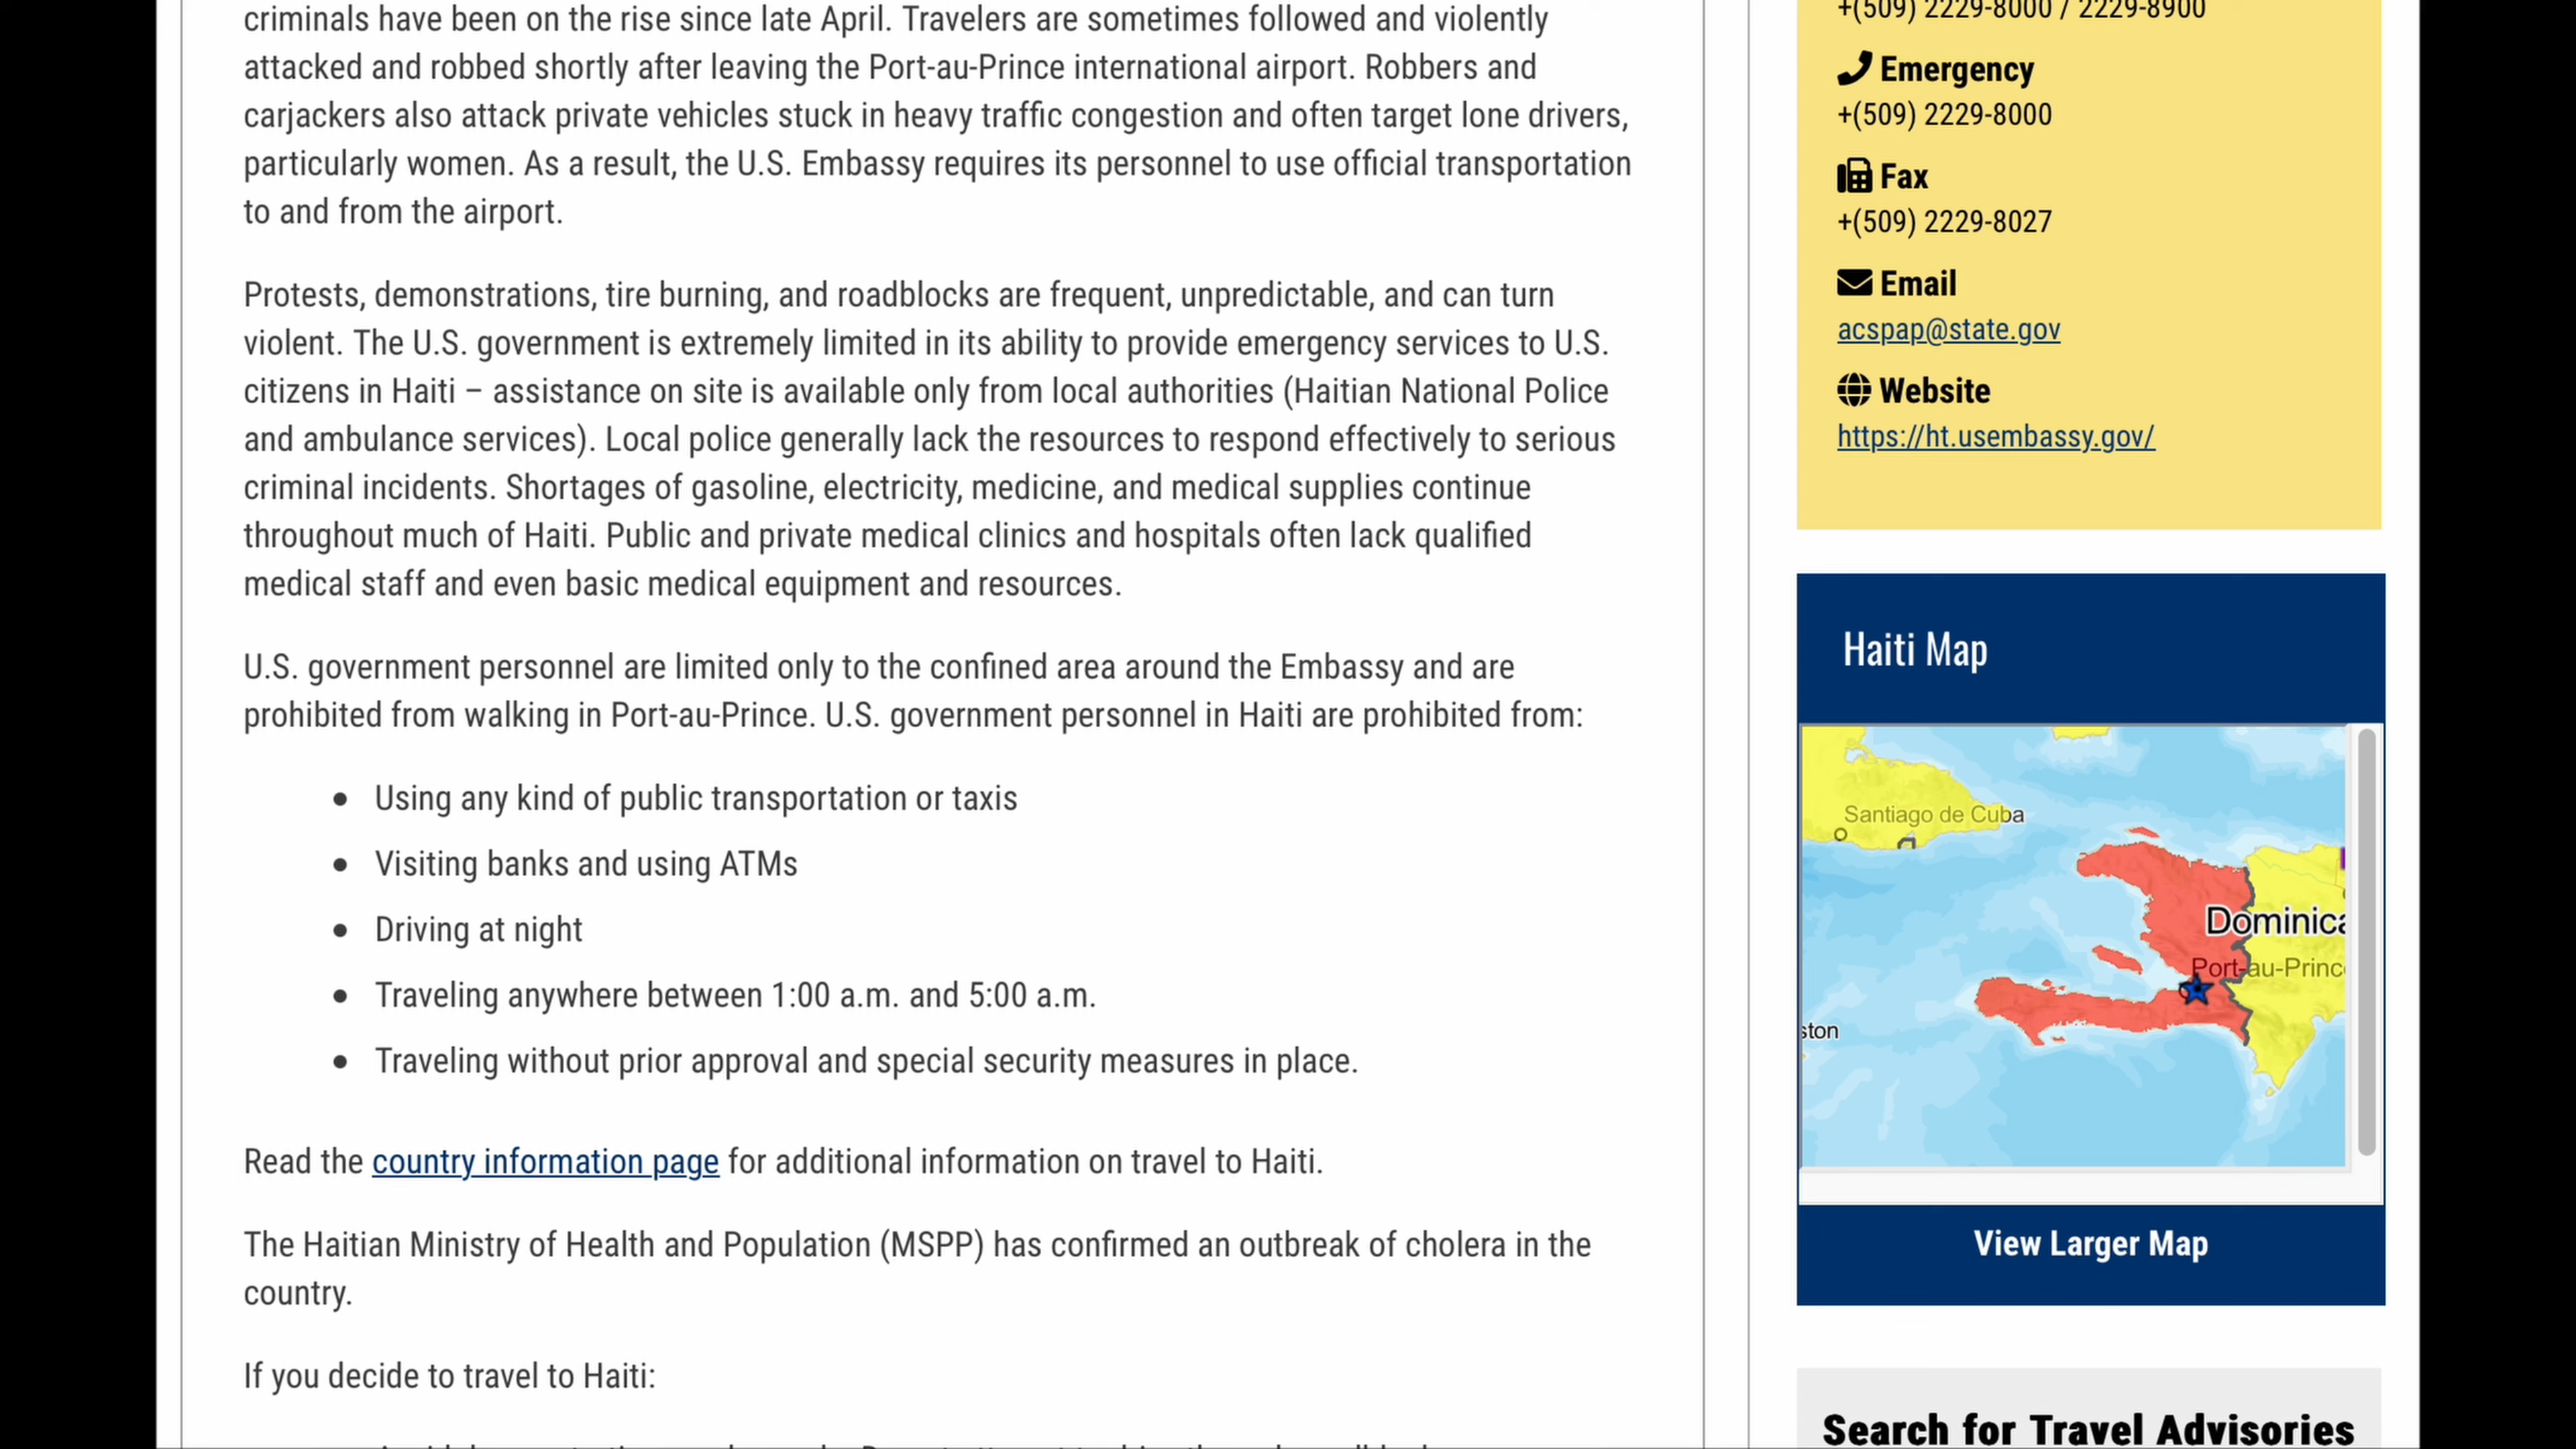 criminals have been on the rise since late April. Travelers are sometimes followed and violently
attacked and robbed shortly after leaving the Port-au-Prince international airport. Robbers and
carjackers also attack private vehicles stuck in heavy traffic congestion and often target lone drivers,
particularly women. As a result, the U.S. Embassy requires its personnel to use official transportation
to and from the airport.
Protests, demonstrations, tire burning, and roadblocks are frequent, unpredictable, and can turn
violent. The U.S. government is extremely limited in its ability to provide emergency services to U.S.
citizens in Haiti – assistance on site is available only from local authorities (Haitian National Police
and ambulance services). Local police generally lack the resources to respond effectively to serious
criminal incidents. Shortages of gasoline, electricity, medicine, and medical supplies continue
throughout much of Haiti. Public and private medical clinics and hospitals often lack qualified
medical staff and even basic medical equipment and resources.
U.S. government personnel are limited only to the confined area around the Embassy and are
prohibited from walking in Port-au-Prince. U.S. government personnel in Haiti are prohibited from:
• Using any kind of public transportation or taxis
• Visiting banks and using ATMs
• Driving at night
• Traveling anywhere between 1:00 a.m. and 5:00 a.m.
• Traveling without prior approval and special security measures in place.
Read the country information page for additional information on travel to Haiti.
The Haitian Ministry of Health and Population (MSPP) has confirmed an outbreak of cholera in the
country.
If you decide to travel to Haiti:
+(509) 2229-8000 / 2229-8900
Emergency
+(509) 2229-8000
Fax
+(509) 2229-8027
Email
acspap@state.gov
Website
https://ht.usembassy.gov/
Haiti Map
Santiago de Cuba
Dominica
Port-au-Princ
ston
View Larger Map
Search for Travel Advisories